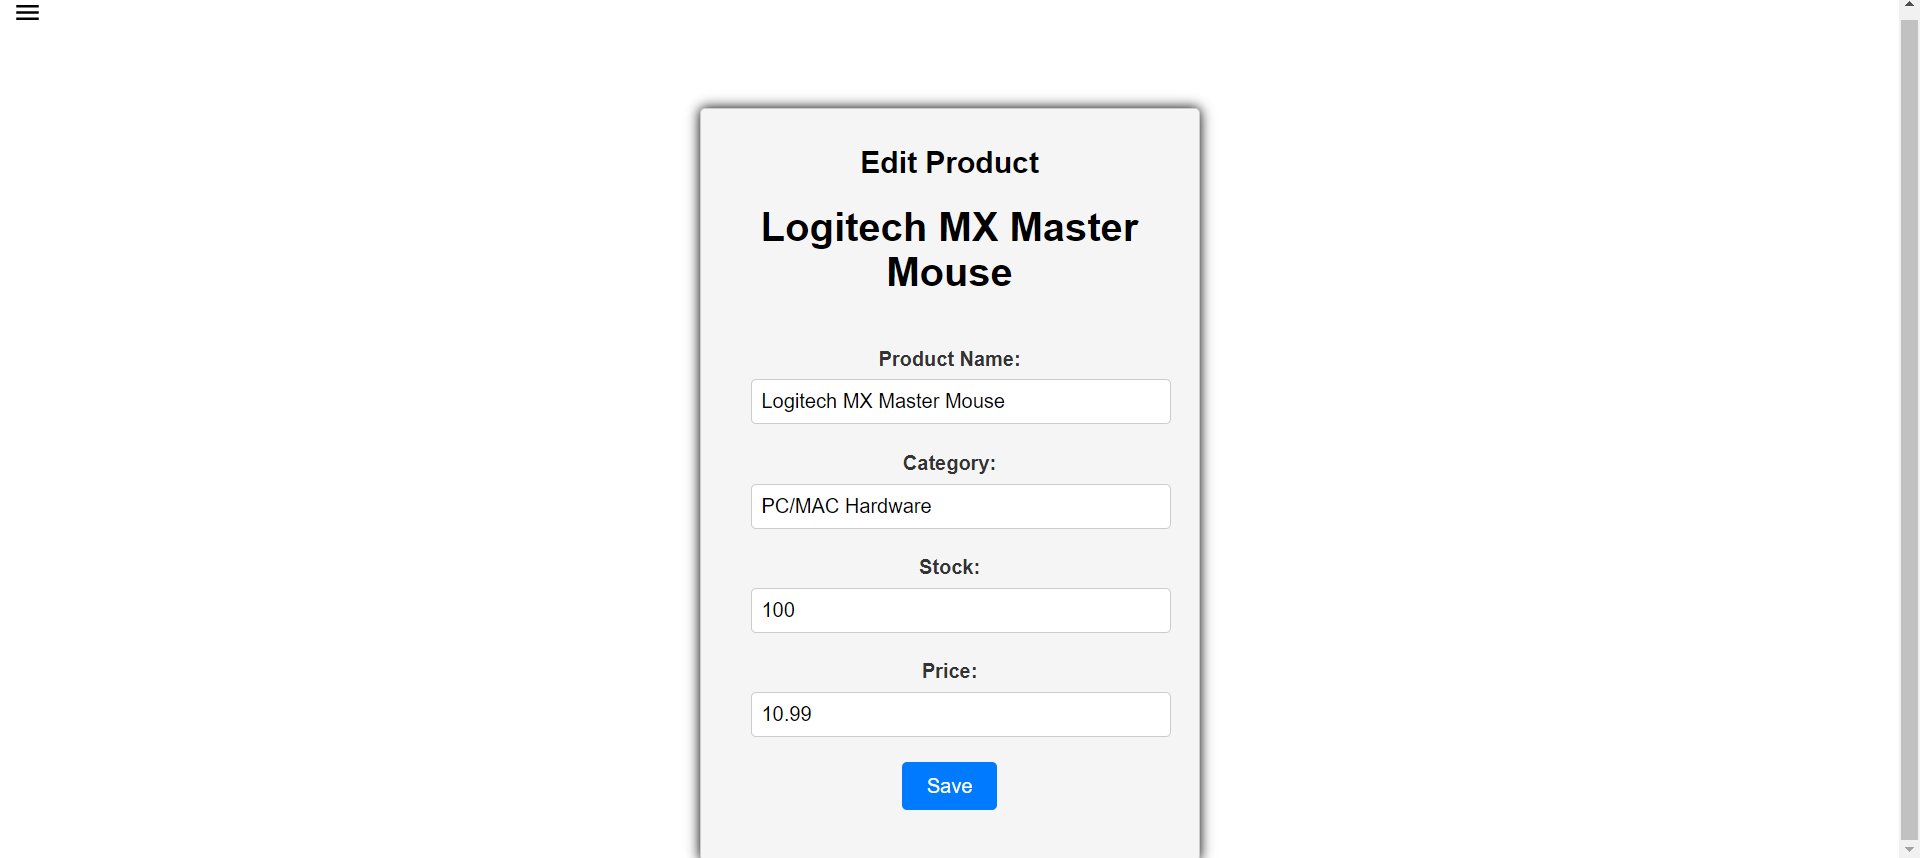 Edit Product
Logitech MX Master
Mouse
Product Name:
Logitech MX Master Mouse
Category:
PC/MAC Hardware
Stock:
100
Price:
10.99
Save